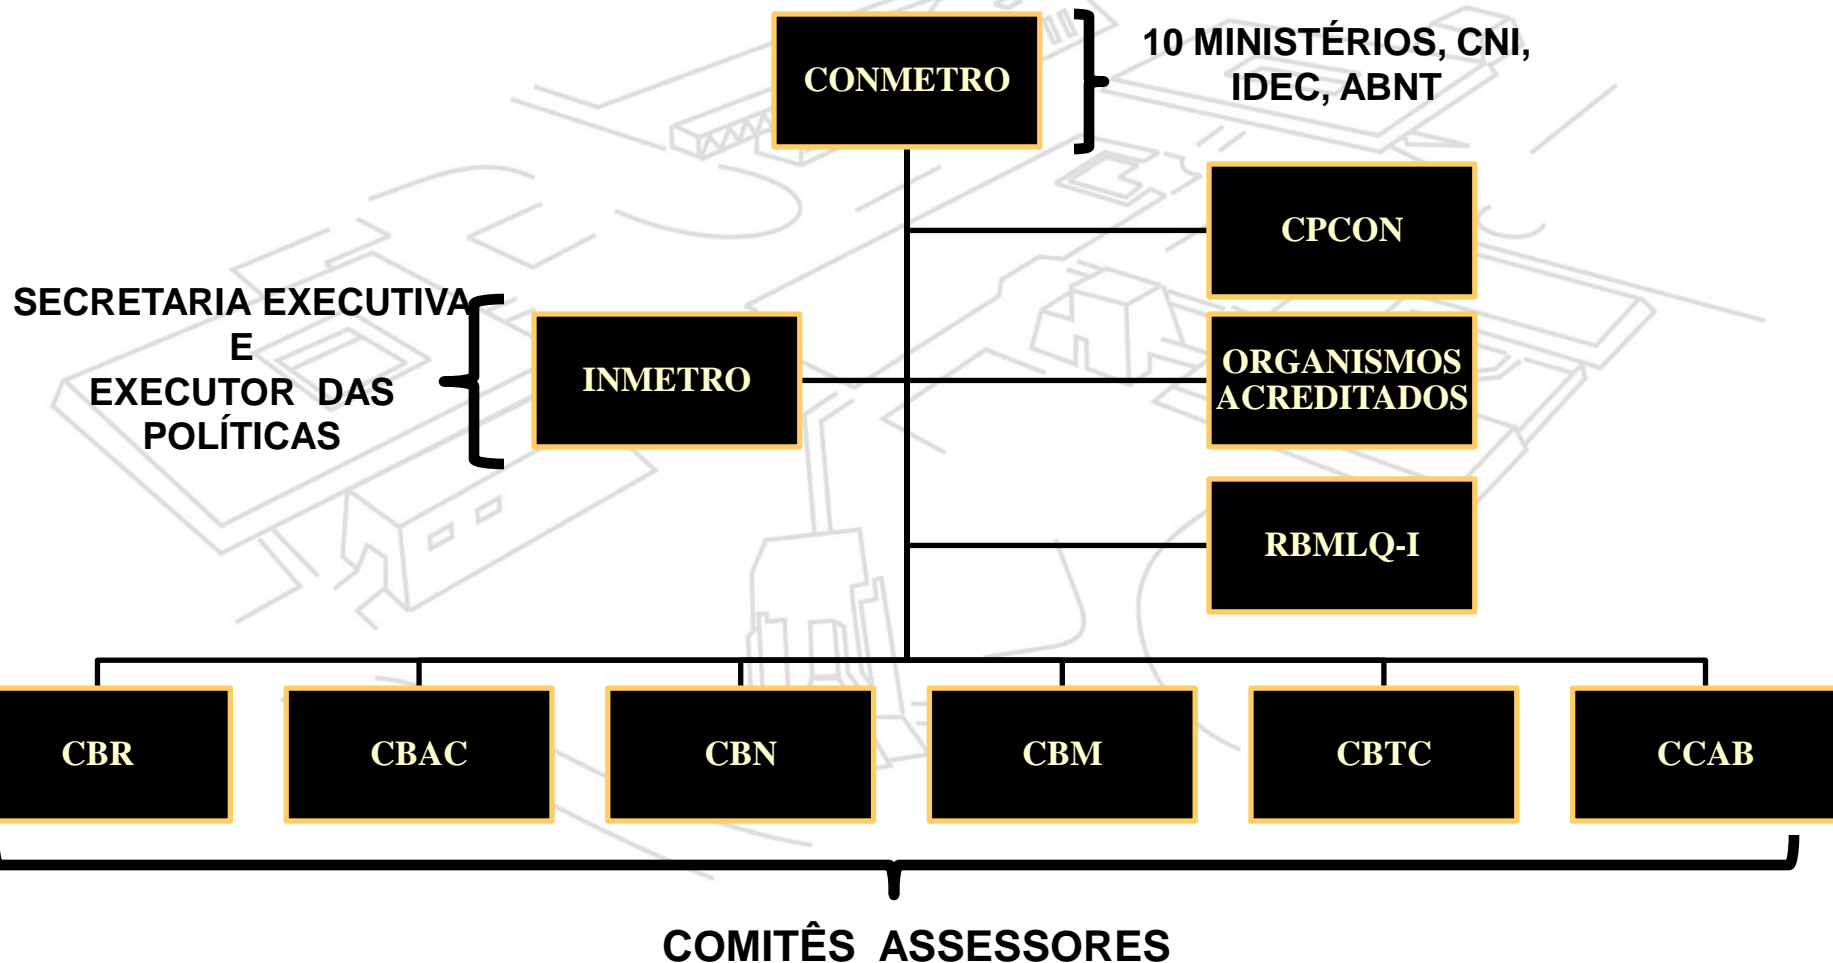 CONMETRO
10 MINISTÉRIOS, CNI,
IDEC, ABNT
CPCON
SECRETARIA EXECUTIVA
E
EXECUTOR DAS
POLÍTICAS
INMETRO
ORGANISMOS
ACREDITADOS
RBMLQ-I
CBR
CBAC
CBN
CBM
CBTC
CCAB
COMITÊS ASSESSORES